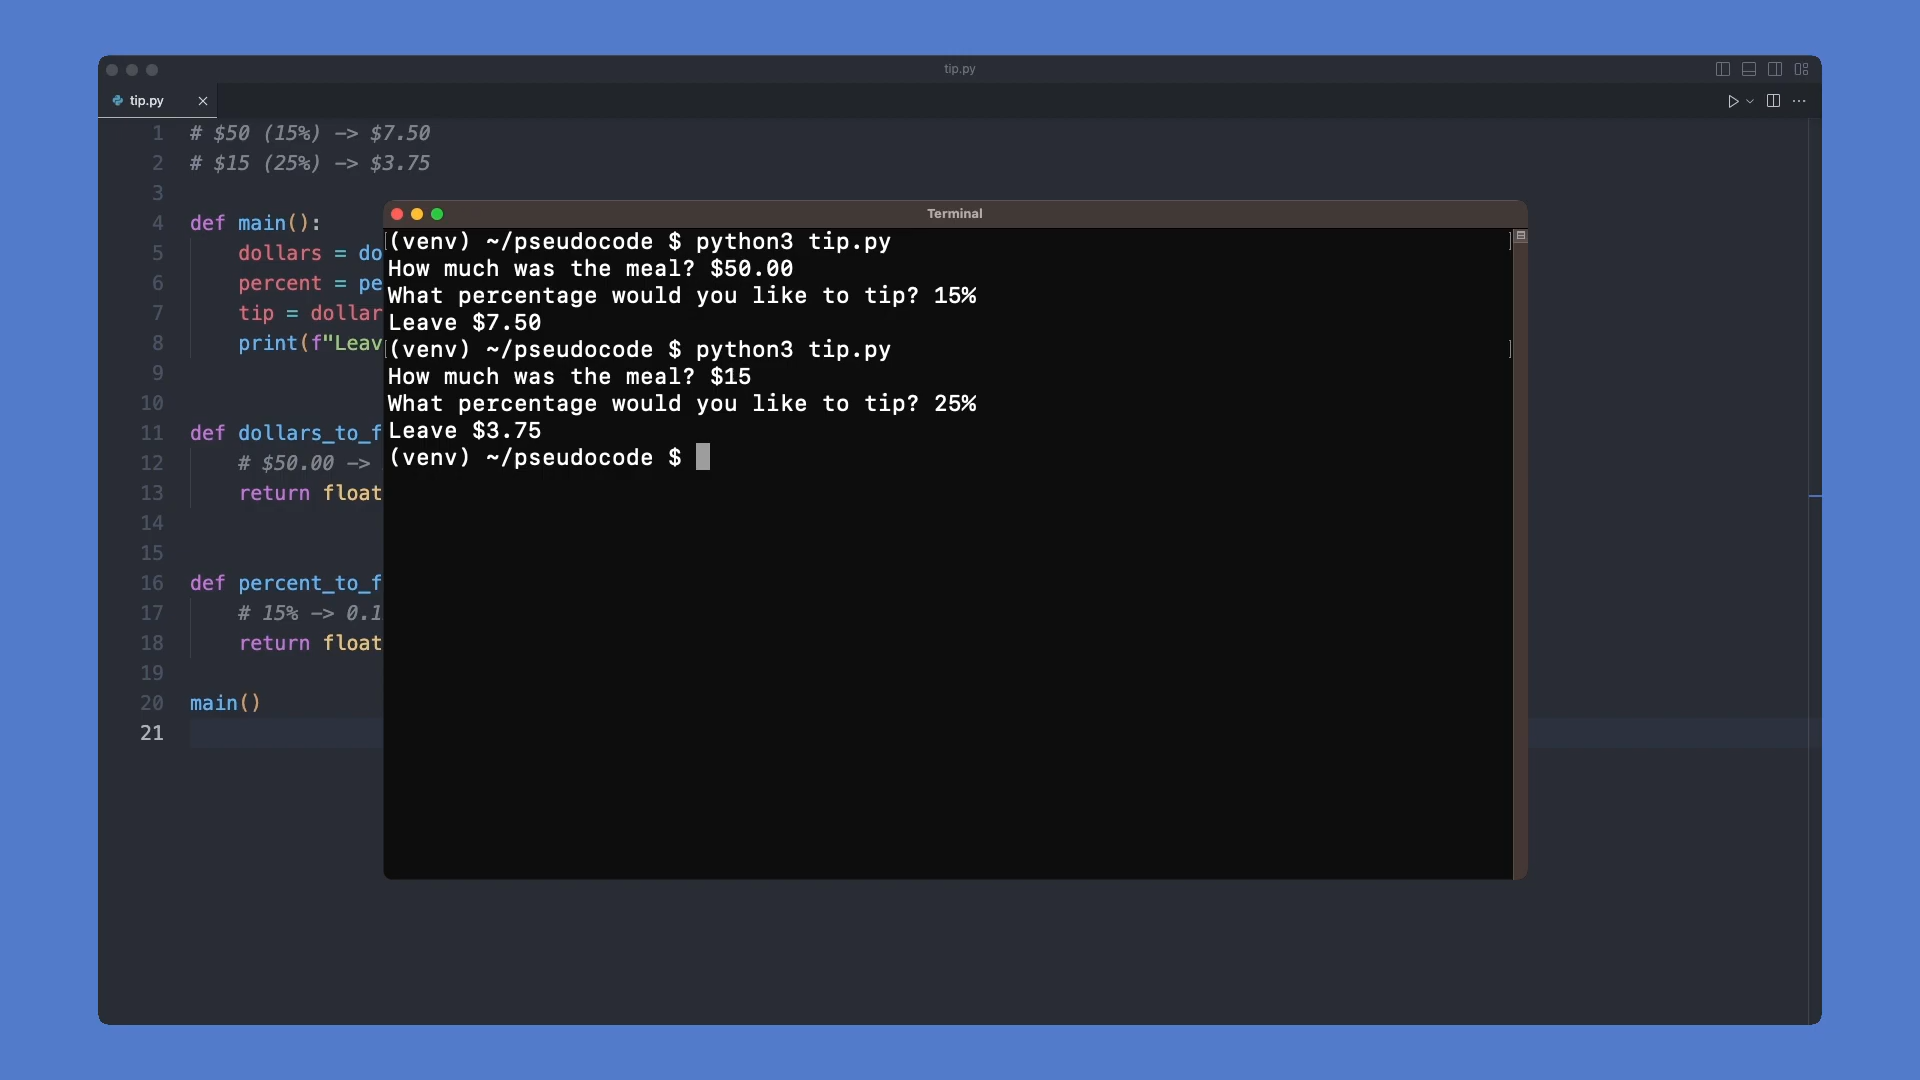 tip.py
tip.py
1 # $50 (15%) -> $7.50
2 # $15 (25%) -> $3.75
3
4 def main():
5 dollars = do
6 percent = pe
7 tip = dollar
8 print(f"Leav
9
10
11 def dollars_to_f
12 # $50.00 ->
13 return float
14
15
16 def percent_to_f
17 # 15% -> 0.1
18 return float
19
20 main()
21
Terminal
(venv) ~/pseudocode $ python3 tip.py
How much was the meal? $50.00
What percentage would you like to tip? 15%
Leave $7.50
(venv) ~/pseudocode $ python3 tip.py
How much was the meal? $15
What percentage would you like to tip? 25%
Leave $3.75
(venv) ~/pseudocode $